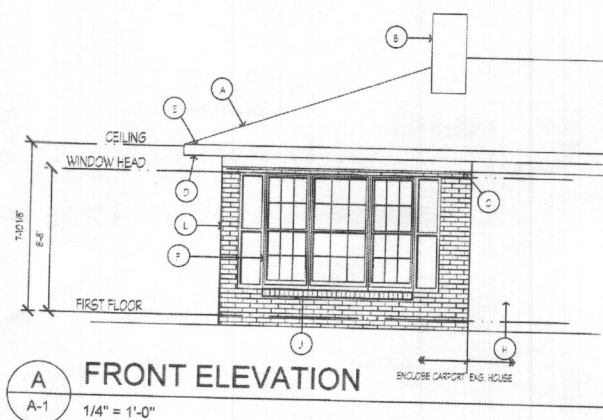 B
A
E
CEILING
WINDOW HEAD
D
C
7-10 1/8"
6'-8"
L
F
FIRST FLOOR
J
H
ENCLOSE CARPORT EXG. HOUSE
A
A-1
FRONT ELEVATION
1/4" = 1'-0"